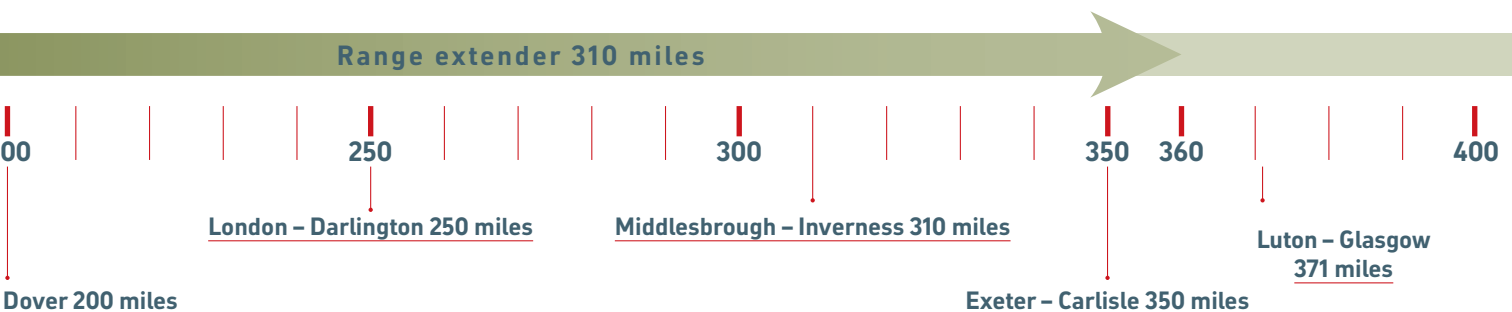 Range extender 310 miles
00 250 300 350 360 400
London – Darlington 250 miles
Middlesbrough – Inverness 310 miles
Luton – Glasgow
371 miles
Dover 200 miles
Exeter – Carlisle 350 miles